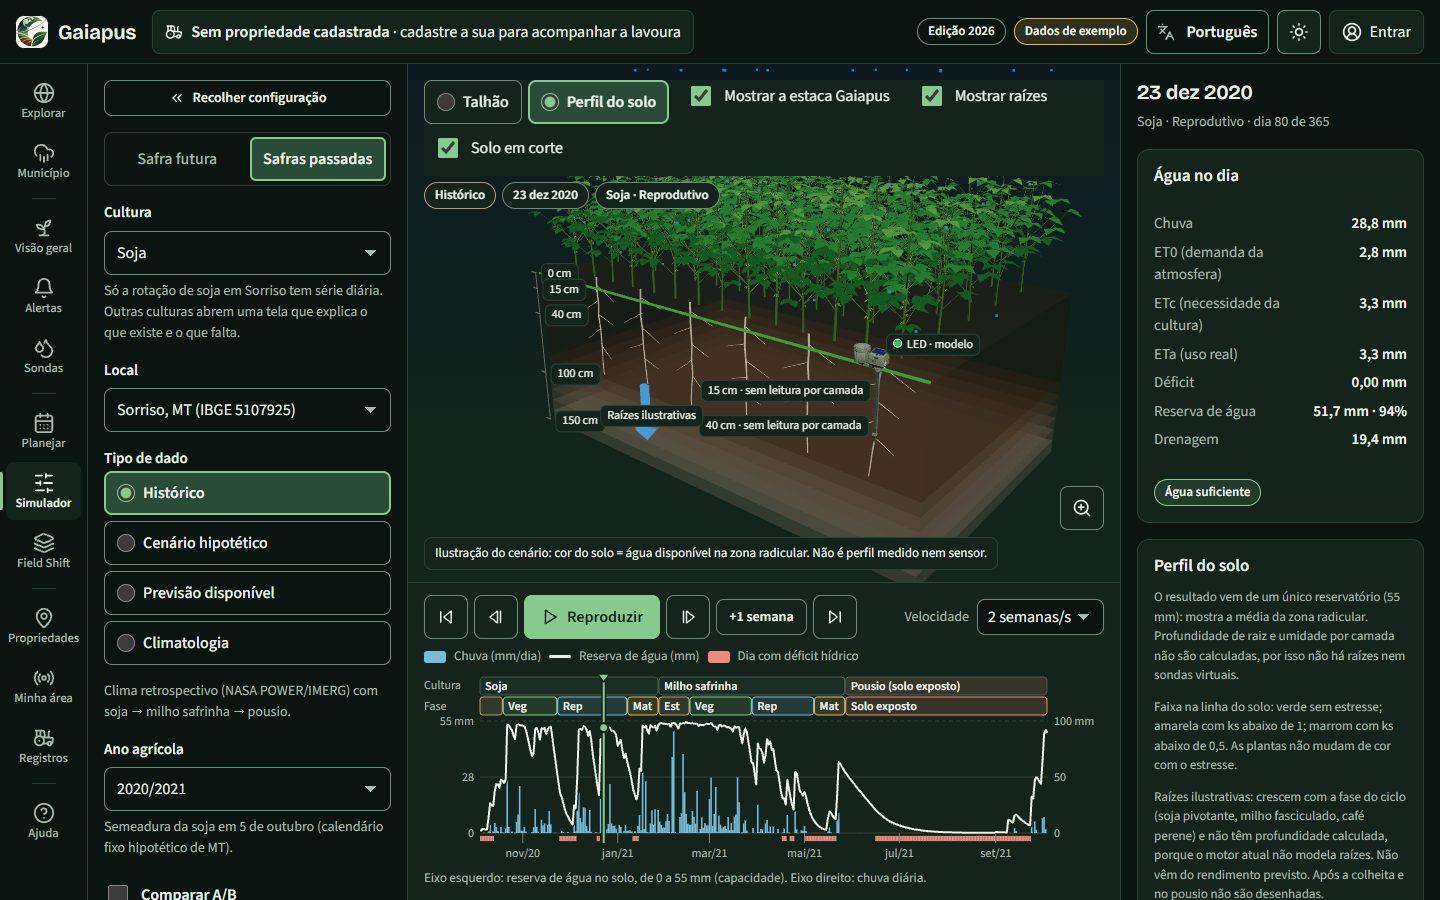 Gaiapus
Sem propriedade cadastrada · cadastre a sua para acompanhar a lavoura
Edição 2026
Dados de exemplo
Português
Entrar
Explorar
Município
Visão geral
Alertas
Sondas
Planejar
Simulador
Field Shift
Propriedades
Minha área
Registros
Ajuda
Recolher configuração
Safra futura
Safras passadas
Cultura
Soja
Só a rotação de soja em Sorriso tem série diária.
Outras culturas abrem uma tela que explica o
que existe e o que falta.
Local
Sorriso, MT (IBGE 5107925)
Tipo de dado
Histórico
Cenário hipotético
Previsão disponível
Climatologia
Clima retrospectivo (NASA POWER/IMERG) com
soja → milho safrinha → pousio.
Ano agrícola
2020/2021
Semeadura da soja em 5 de outubro (calendário
fixo hipotético de MT).
Comparar A/B
Talhão
Perfil do solo
Mostrar a estaca Gaiapus
Mostrar raízes
Solo em corte
Histórico
23 dez 2020
Soja · Reprodutivo
0 cm
15 cm
40 cm
100 cm
150 cm
LED · modelo
15 cm · sem leitura por camada
Raízes ilustrativas
40 cm · sem leitura por camada
Ilustração do cenário: cor do solo = água disponível na zona radicular. Não é perfil medido nem sensor.
Reproduzir
+1 semana
Velocidade
2 semanas/s
Chuva (mm/dia)
Reserva de água (mm)
Dia com déficit hídrico
Cultura
Soja
Milho safrinha
Pousio (solo exposto)
Fase
Veg
Rep
Mat
Est
Veg
Rep
Mat
Solo exposto
55 mm
28
0
100 mm
50
0
nov/20
jan/21
mar/21
mai/21
jul/21
set/21
Eixo esquerdo: reserva de água no solo, de 0 a 55 mm (capacidade). Eixo direito: chuva diária.
23 dez 2020
Soja · Reprodutivo · dia 80 de 365
Água no dia
Chuva 28,8 mm
ET0 (demanda da atmosfera) 2,8 mm
ETc (necessidade da cultura) 3,3 mm
ETa (uso real) 3,3 mm
Déficit 0,00 mm
Reserva de água 51,7 mm · 94%
Drenagem 19,4 mm
Água suficiente
Perfil do solo
O resultado vem de um único reservatório (55
mm): mostra a média da zona radicular.
Profundidade de raiz e umidade por camada
não são calculadas, por isso não há raízes nem
sondas virtuais.
Faixa na linha do solo: verde sem estresse;
amarela com ks abaixo de 1; marrom com ks
abaixo de 0,5. As plantas não mudam de cor
com o estresse.
Raízes ilustrativas: crescem com a fase do ciclo
(soja pivotante, milho fasciculado, café
perene) e não têm profundidade calculada,
porque o motor atual não modela raízes. Não
vêm do rendimento previsto. Após a colheita e
no pousio não são desenhadas.